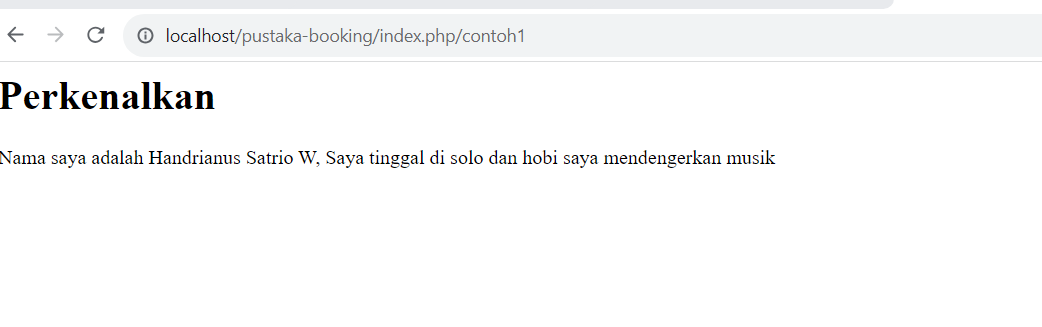 localhost/pustaka-booking/index.php/contoh1
Perkenalkan
Nama saya adalah Handrianus Satrio W, Saya tinggal di solo dan hobi saya mendengerkan musik